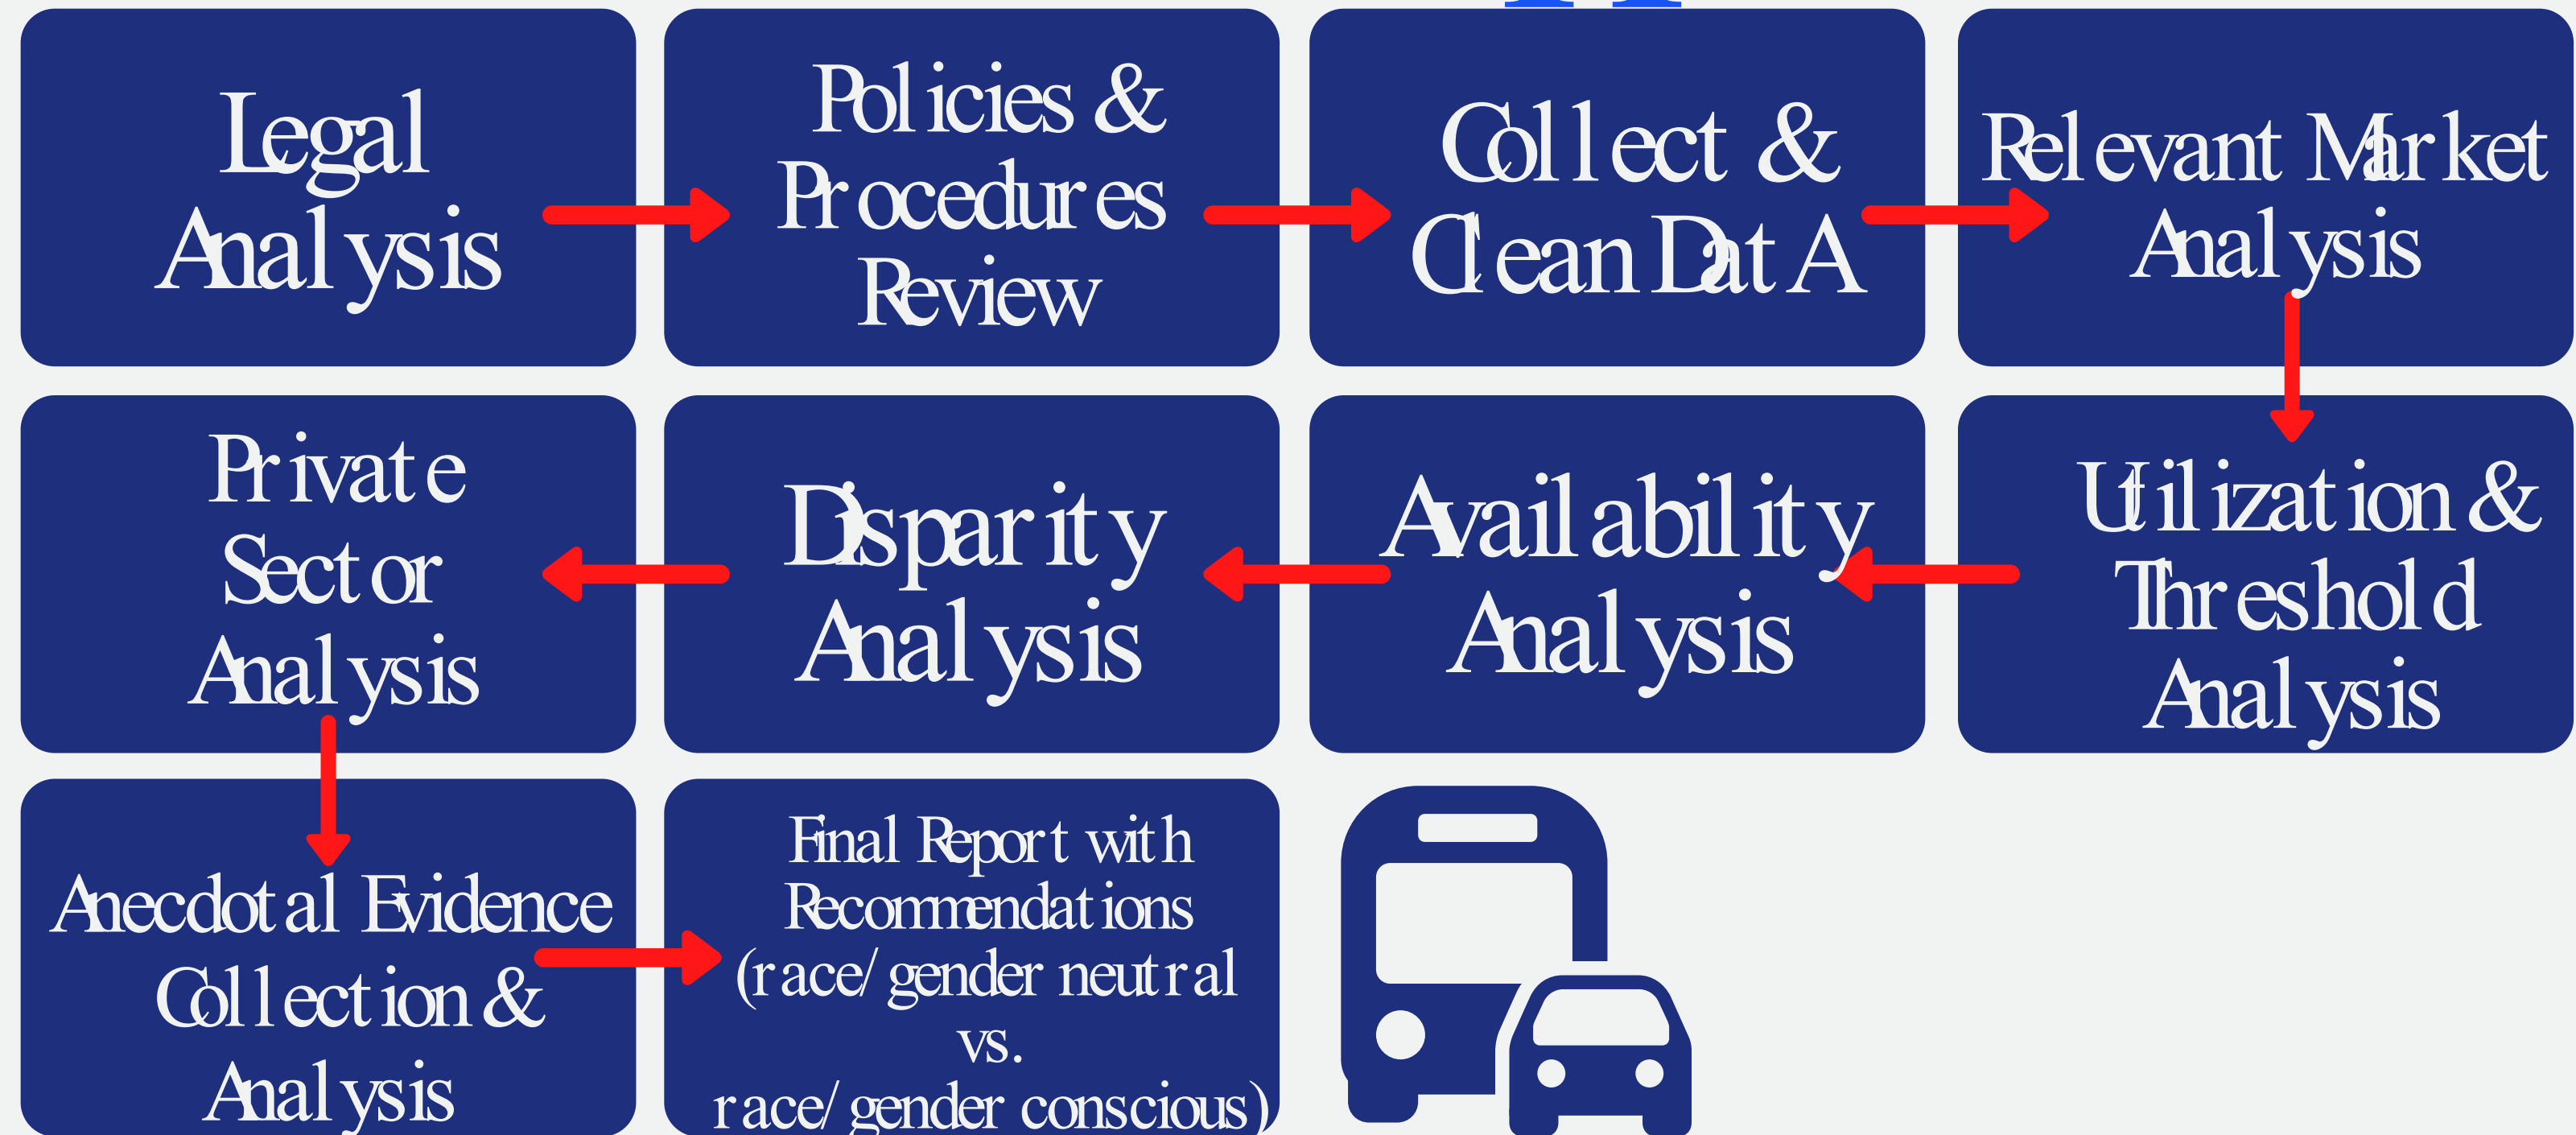 Legal
Analysis
Policies &
Procedures
Review
Collect &
Clean DatA
Relevant Market
Analysis
Utilization &
Threshold
Analysis
Availability
Analysis
Disparity
Analysis
Private
Sector
Analysis
Anecdotal Evidence
Collection &
Analysis
Final Report with
Recommendations
(race/gender neutral
vs.
race/gender conscious)